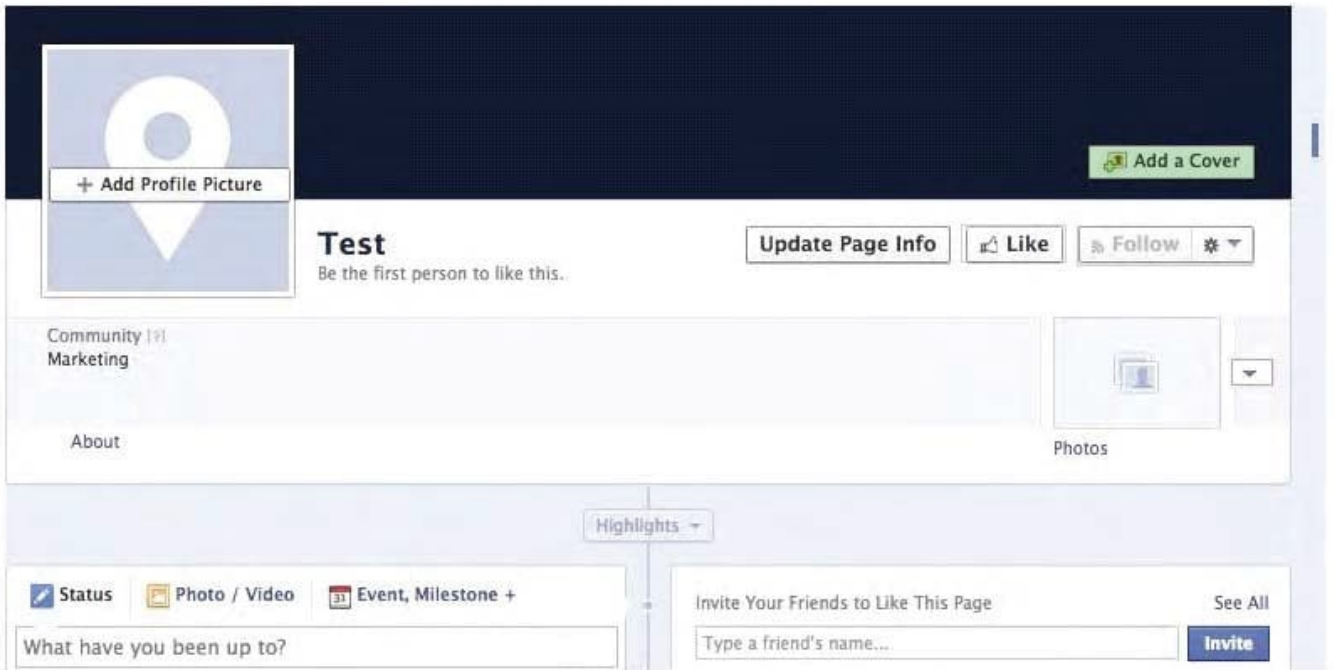 Add a Cover
+ Add Profile Picture
Test
Be the first person to like this.
Update Page Info
Like
Follow
Community [?]
Marketing
About
Photos
Highlights
Status
Photo / Video
31
Event, Milestone +
What have you been up to?
Invite Your Friends to Like This Page
See All
Type a friend's name...
Invite